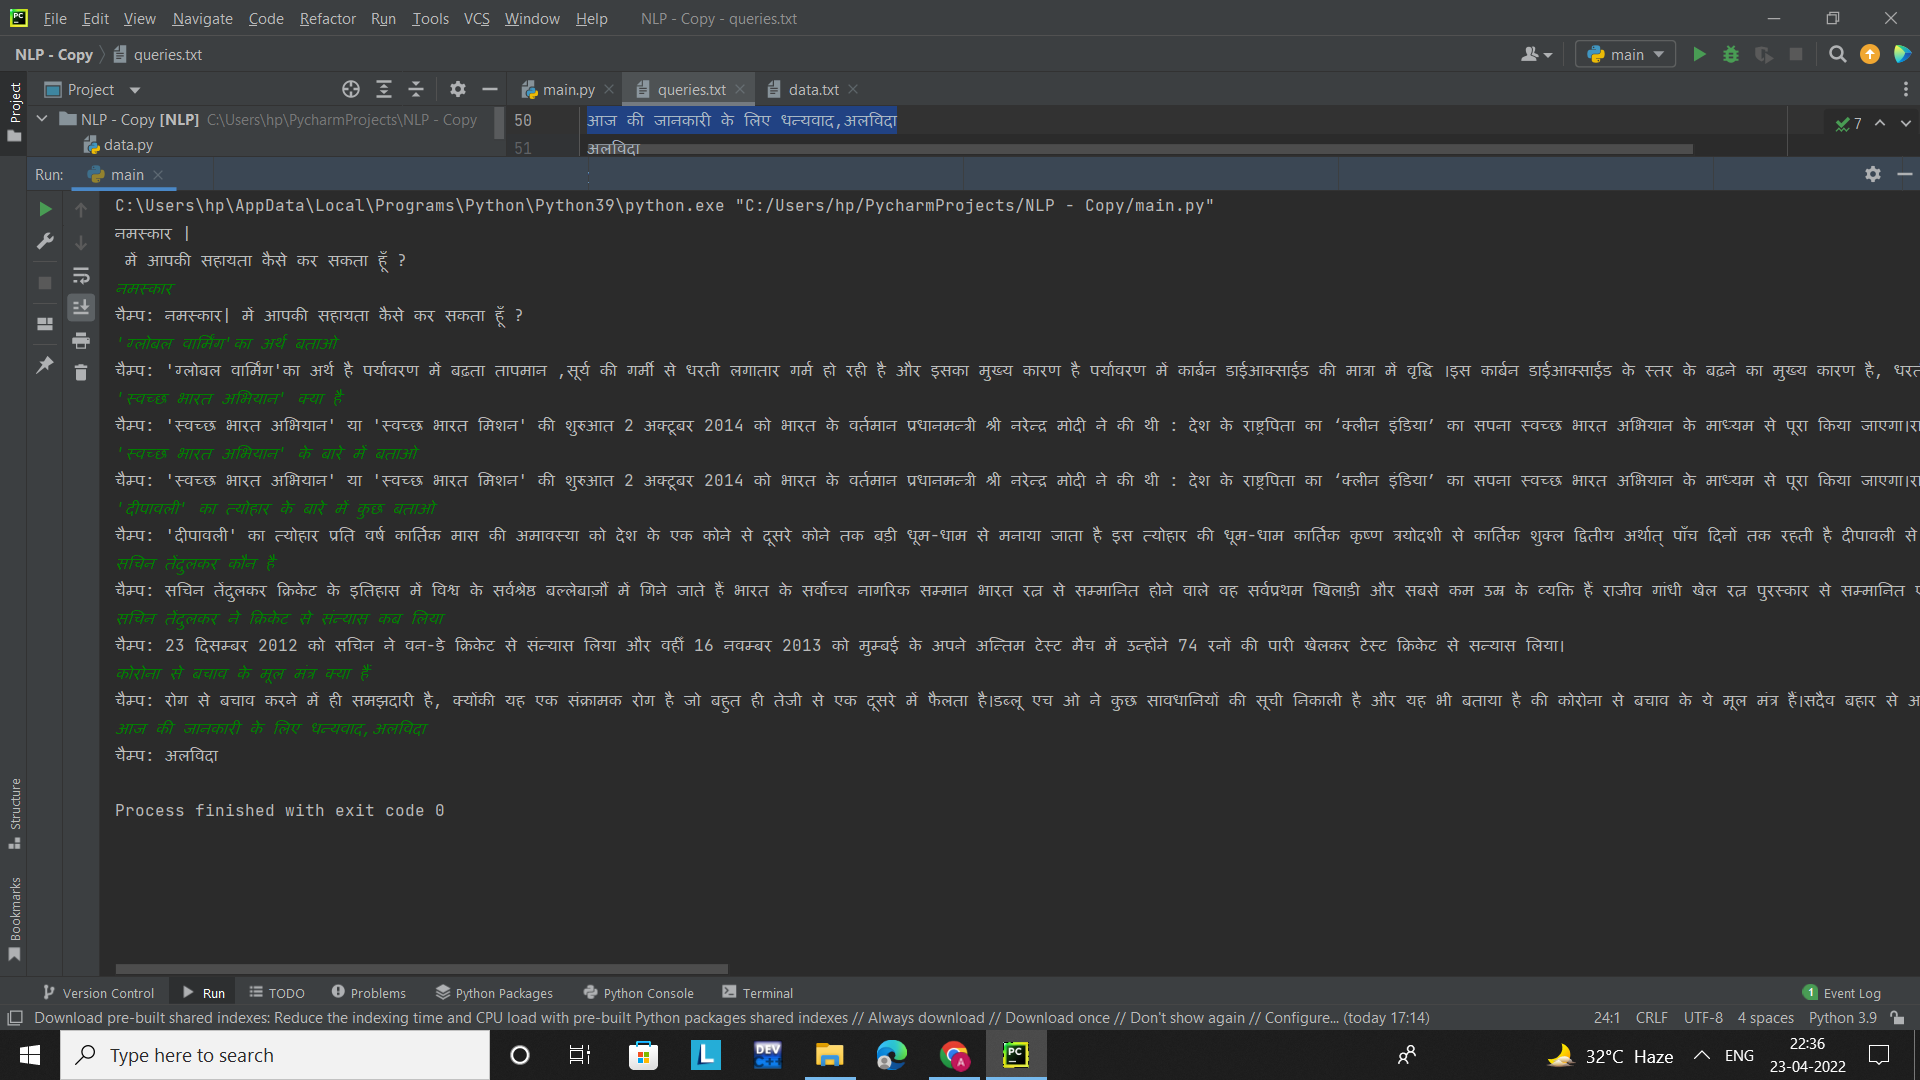 File Edit View Navigate Code Refactor Run Tools VCS Window Help NLP - Copy - queries.txt
NLP - Copy queries.txt main
Project main.py queries.txt data.txt
Project
NLP - Copy [NLP] C:\Users\hp\PycharmProjects\NLP - Copy 50 आज की जानकारी के लिए धन्यवाद,अलविदा 7
data.py 51 अलविदा
Run: main
C:\Users\hp\AppData\Local\Programs\Python\Python39\python.exe "C:/Users/hp/PycharmProjects/NLP - Copy/main.py"
नमस्कार |
में आपकी सहायता कैसे कर सकता हूँ ?
नमस्कार
चैम्प: नमस्कार| में आपकी सहायता कैसे कर सकता हूँ ?
'ग्लोबल वार्मिंग'का अर्थ बताओ
चैम्प: 'ग्लोबल वार्मिंग'का अर्थ है पर्यावरण में बढ़ता तापमान ,सूर्य की गर्मी से धरती लगातार गर्म हो रही है और इसका मुख्य कारण है पर्यावरण में कार्बन डाईआक्साईड की मात्रा में वृद्धि ।इस कार्बन डाईआक्साईड के स्तर के बढ़ने का मुख्य कारण है, धरत
'स्वच्छ भारत अभियान' क्या है
चैम्प: 'स्वच्छ भारत अभियान' या 'स्वच्छ भारत मिशन' की शुरुआत 2 अक्टूबर 2014 को भारत के वर्तमान प्रधानमन्त्री श्री नरेन्द्र मोदी ने की थी : देश के राष्ट्रपिता का ‘क्लीन इंडिया’ का सपना स्वच्छ भारत अभियान के माध्यम से पूरा किया जाएगा।रा
'स्वच्छ भारत अभियान' के बारे में बताओ
चैम्प: 'स्वच्छ भारत अभियान' या 'स्वच्छ भारत मिशन' की शुरुआत 2 अक्टूबर 2014 को भारत के वर्तमान प्रधानमन्त्री श्री नरेन्द्र मोदी ने की थी : देश के राष्ट्रपिता का ‘क्लीन इंडिया’ का सपना स्वच्छ भारत अभियान के माध्यम से पूरा किया जाएगा।रा
'दीपावली' का त्योहार के बारे में कुछ बताओ
चैम्प: 'दीपावली' का त्योहार प्रति वर्ष कार्तिक मास की अमावस्या को देश के एक कोने से दूसरे कोने तक बड़ी धूम-धाम से मनाया जाता है इस त्योहार की धूम-धाम कार्तिक कृष्ण त्रयोदशी से कार्तिक शुक्ल द्वितीय अर्थात् पाँच दिनों तक रहती है दीपावली से
सचिन तेंदुलकर कौन है
चैम्प: सचिन तेंदुलकर क्रिकेट के इतिहास में विश्व के सर्वश्रेष्ठ बल्लेबाज़ौं में गिने जाते हैं भारत के सर्वोच्च नागरिक सम्मान भारत रत्न से सम्मानित होने वाले वह सर्वप्रथम खिलाड़ी और सबसे कम उम्र के व्यक्ति हैं राजीव गांधी खेल रत्न पुरस्कार से सम्मानित
सचिन तेंदुलकर ने क्रिकेट से संन्यास कब लिया
चैम्प: 23 दिसम्बर 2012 को सचिन ने वन-डे क्रिकेट से संन्यास लिया और वहीं 16 नवम्बर 2013 को मुम्बई के अपने अन्तिम टेस्ट मैच में उन्होंने 74 रनों की पारी खेलकर टेस्ट क्रिकेट से सन्यास लिया।
कोरोना से बचाव के मूल मंत्र क्या हैं
चैम्प: रोग से बचाव करने में ही समझदारी है, क्योंकी यह एक संक्रामक रोग है जो बहुत ही तेजी से एक दूसरे में फैलता है।डब्लू एच ओ ने कुछ सावधानियों की सूची निकाली है और यह भी बताया है की कोरोना से बचाव के ये मूल मंत्र हैं।सदैव बहार से अ
आज की जानकारी के लिए धन्यवाद,अलविदा
चैम्प: अलविदा
Process finished with exit code 0
Structure
Bookmarks
Version Control Run TODO Problems Python Packages Python Console Terminal 1 Event Log
Download pre-built shared indexes: Reduce the indexing time and CPU load with pre-built Python packages shared indexes // Always download // Download once // Don't show again // Configure... (today 17:14) 24:1 CRLF UTF-8 4 spaces Python 3.9
Type here to search L DEV C++ A PC 32°C Haze ENG 22:36
23-04-2022